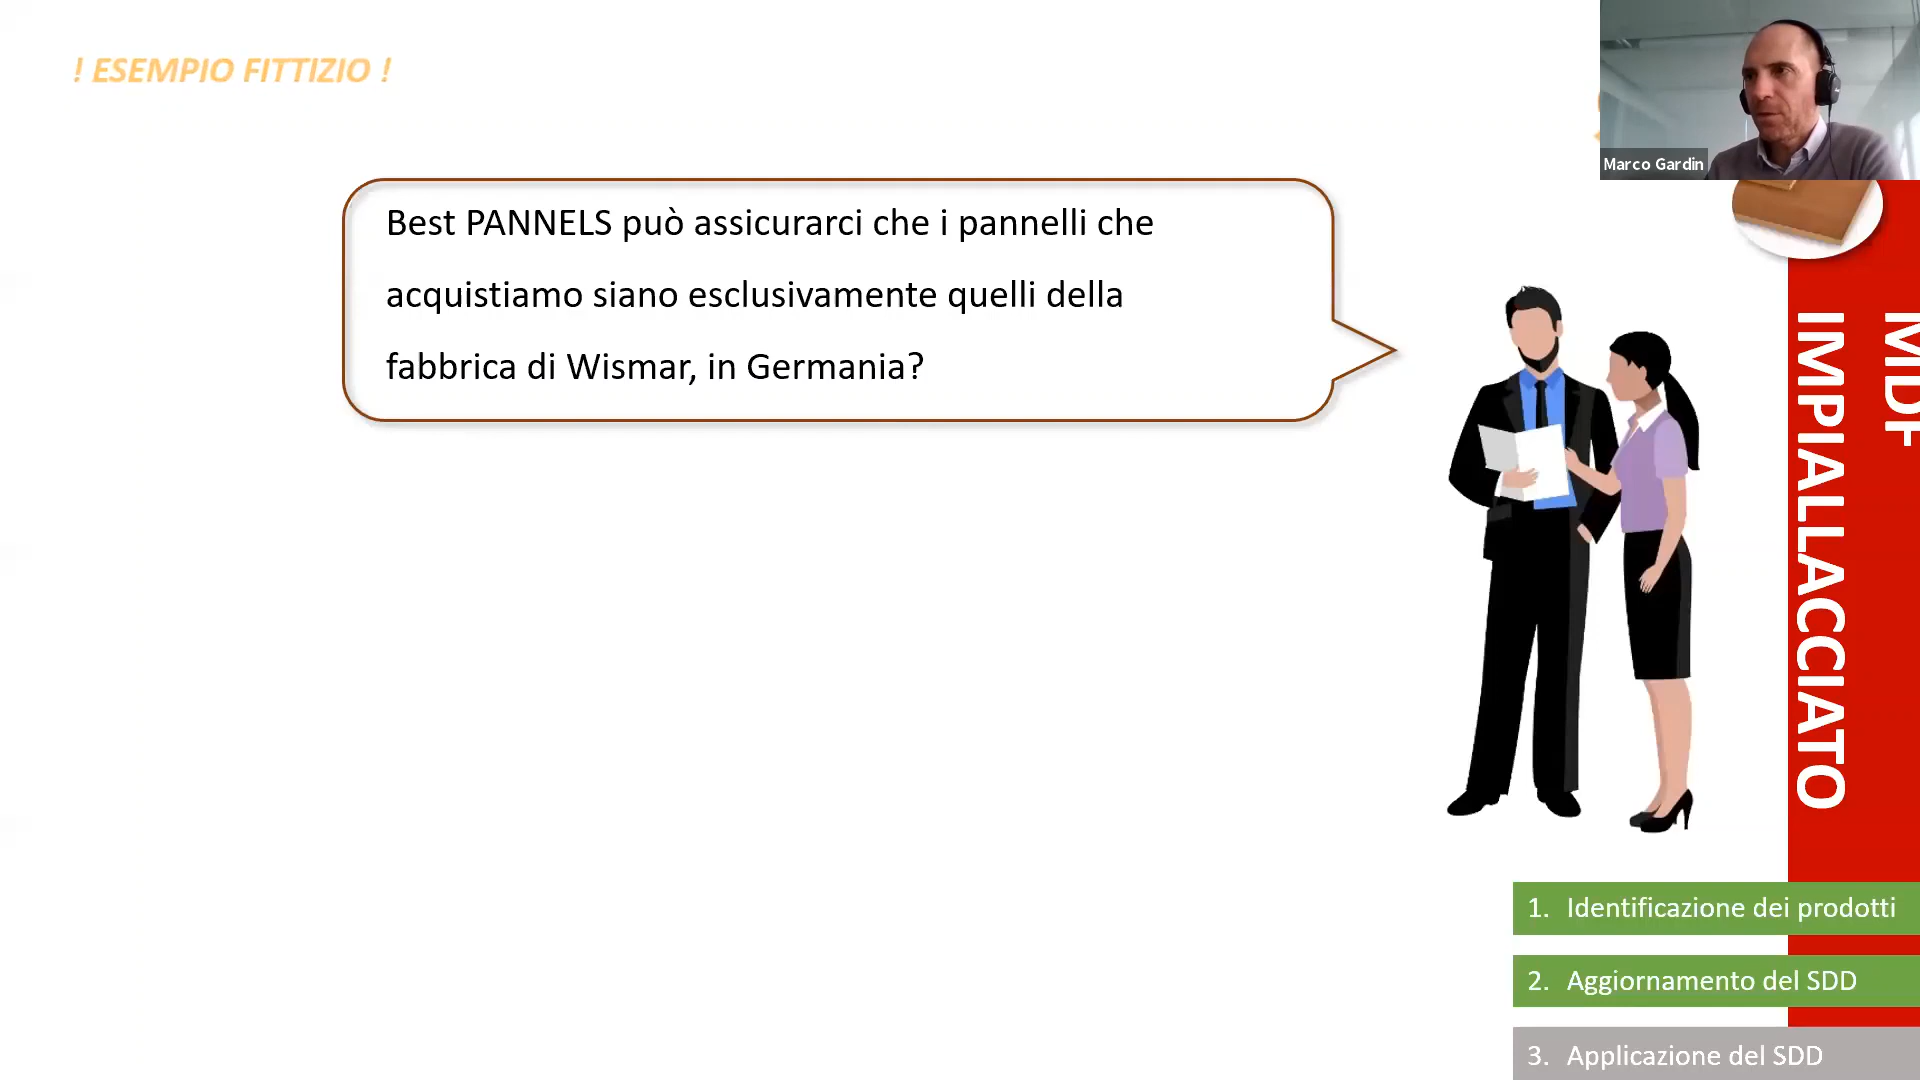 ! ESEMPIO FITTIZIO !
Marco Gardin
Best PANNELS può assicurarci che i pannelli che
acquistiamo siano esclusivamente quelli della
fabbrica di Wismar, in Germania?
MDF
IMPIALLACCIATO
1. Identificazione dei prodotti
2. Aggiornamento del SDD
3. Applicazione del SDD